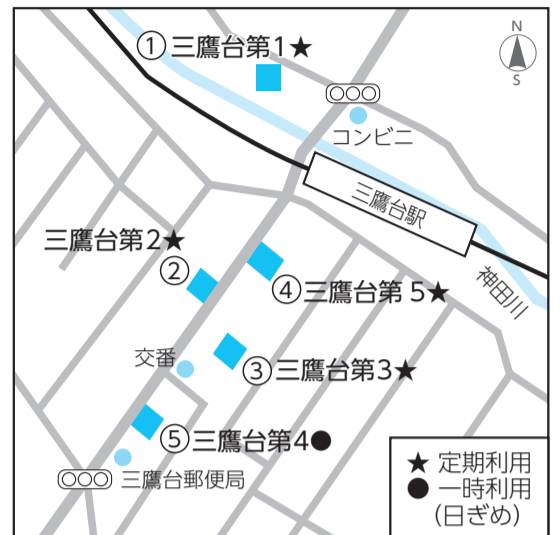 N
S
①三鷹台第1★
コンビニ
三鷹台駅
神田川
三鷹台第2★
②
④三鷹台第5★
交番
③三鷹台第3★
⑤三鷹台第4●
三鷹台郵便局
★ 定期利用
● 一時利用
(日ぎめ)